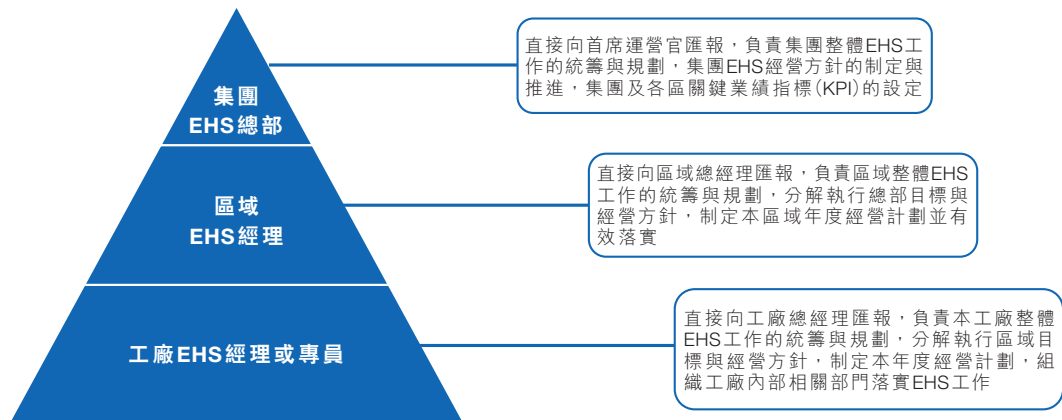 集團
EHS總部
直接向首席運營官匯報，負責集團整體EHS工
作的統籌與規劃，集團EHS經營方針的制定與
推進，集團及各區關鍵業績指標(KPI)的設定
區域
EHS經理
直接向區域總經理匯報，負責區域整體EHS
工作的統籌與規劃，分解執行總部目標與
經營方針，制定本區域年度經營計劃並有
效落實
工廠EHS經理或專員
直接向工廠總經理匯報，負責本工廠整體
EHS工作的統籌與規劃，分解執行區域目
標與經營方針，制定本年度經營計劃，組
織工廠內部相關部門落實EHS工作